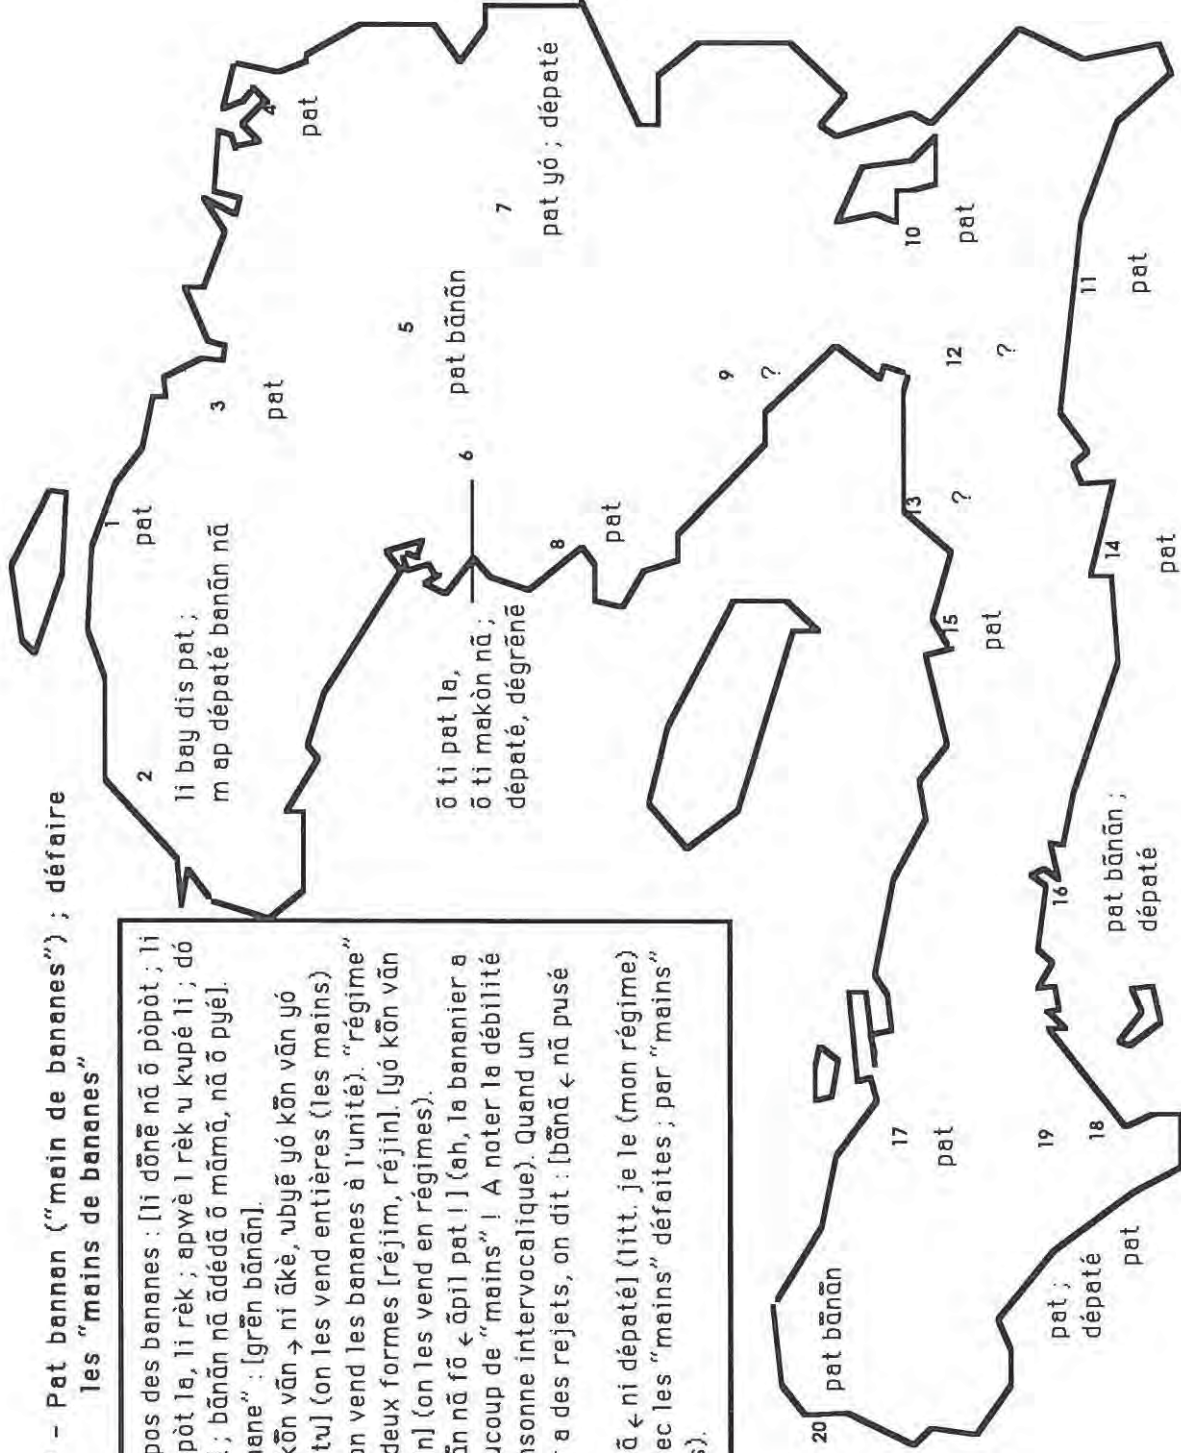 – Pat bannan ("main de bananes") ; défaire
les "mains de bananes"
pos des bananes : [li dõnẽ nã õ pòpòt ; li
pòt la, li rèk ; apwè l rèk u kupé li ; dó
; bãnãn nã ãdédã õ mãmã, nã õ pyé].
nane" : [grẽn bãnãn].
kõn vãn → ni ãkè, ubyẽ yó kõn vãn yó
tu] (on les vend entières (les mains)
an vend les bananes à l'unité). "régime"
deux formes [réjim, réjin]. [yó kõn vãn
n] (on les vend en régimes).
ãn nã fõ ← ãpil pat ! ] (ah, la bananier a
ucoup de "mains" ! A noter la débilité
nsonne intervocalique). Quand un
r a des rejets, on dit : [bãnã ← nã pusé
ã ← ni dépaté] (litt. je le (mon régime)
ec les "mains" défaites ; par "mains"
s).
1
pat
2
li bay dis pat ;
m ap dépaté banãn nã
3
pat
4
pat
5
pat bãnãn
6
õ ti pat la,
õ ti makòn nã ;
dépaté, dégrẽnẽ
7
pat yó ; dépaté
8
pat
9
?
10
pat
11
pat
12
?
13
?
14
pat
15
pat
16
pat bãnãn ;
dépaté
17
pat
18
pat
19
pat ;
dépaté
20
pat bãnãn